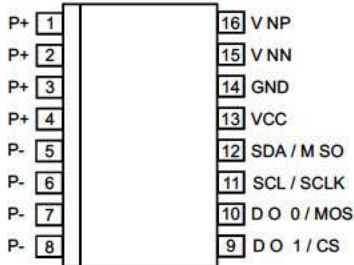 P+ 1
P+ 2
P+ 3
P+ 4
P- 5
P- 6
P- 7
P- 8
16 V NP
15 V NN
14 GND
13 VCC
12 SDA / M SO
11 SCL / SCLK
10 D O 0 / MOS
9 D O 1 / CS